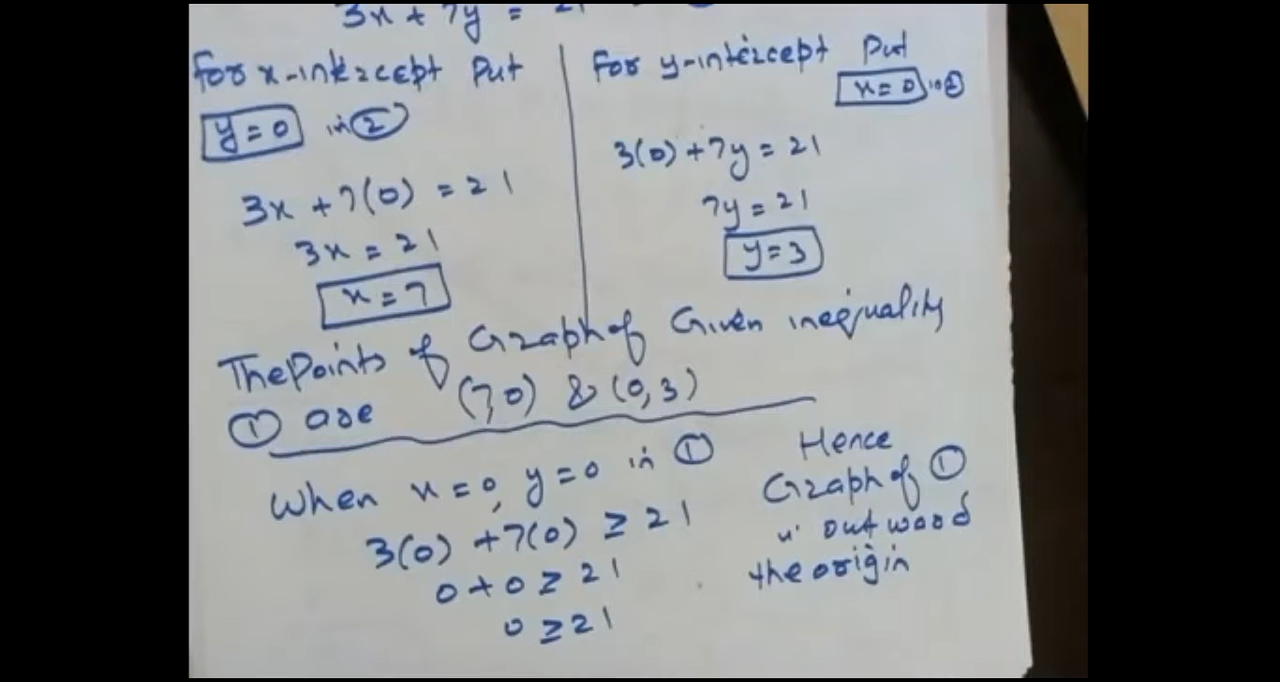 3x + 7y = 21
For x-intercept Put
y = 0 in ②
3x + 7(0) = 21
3x = 21
x = 7
For y-intercept Put
x = 0 in ②
3(0) + 7y = 21
7y = 21
y = 3
The Points of Graph of Given inequality
① are (7,0) & (0,3)
When x = 0, y = 0 in ①
3(0) + 7(0) ≥ 21
0 + 0 ≥ 21
0 ≥ 21
Hence
Graph of ①
outward
the origin